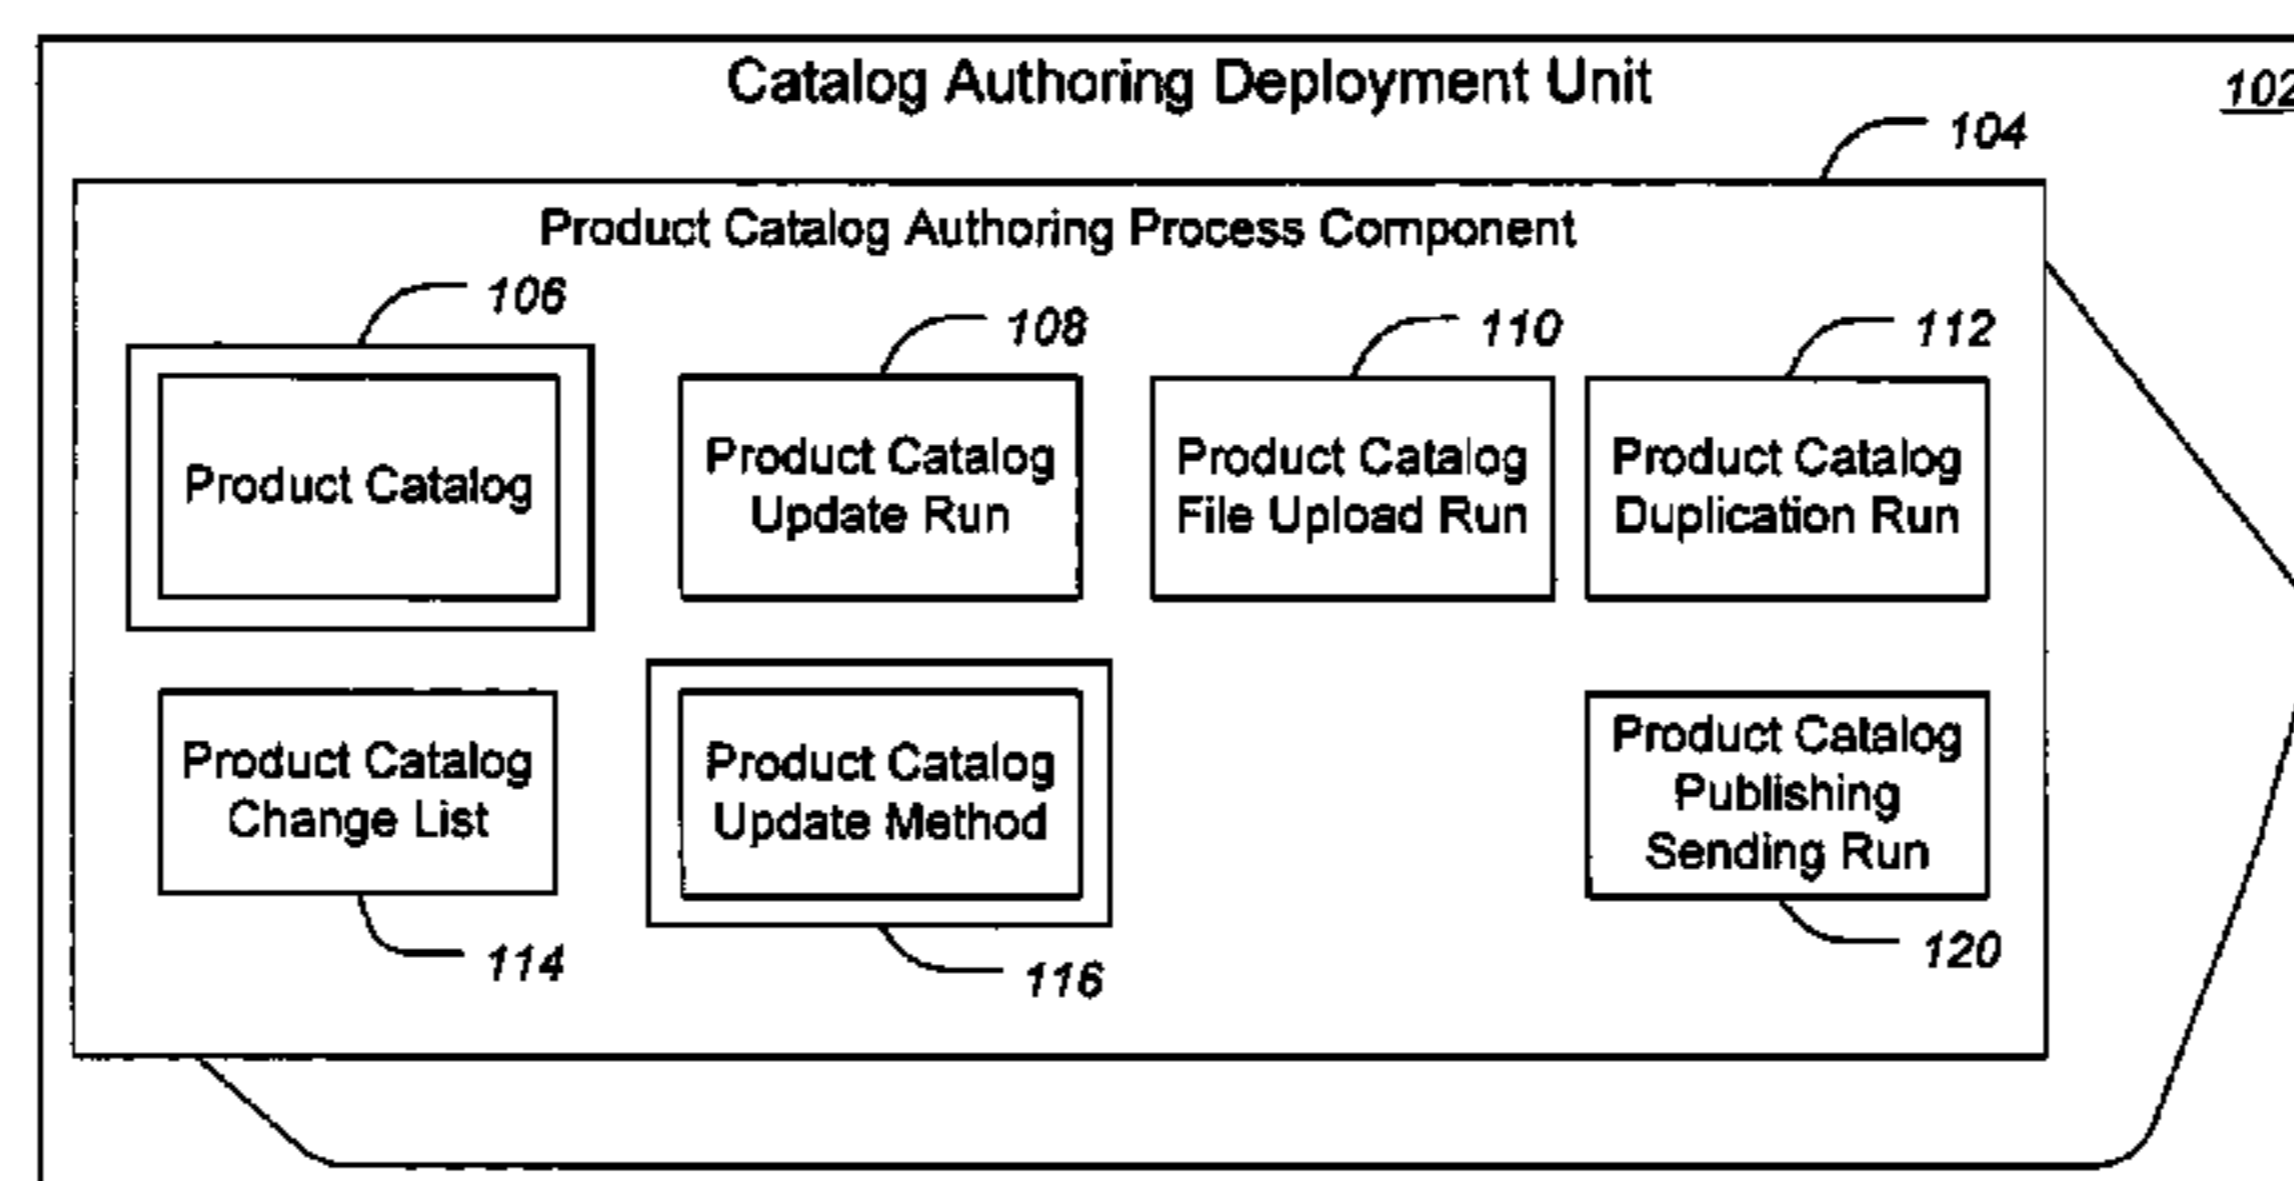 Catalog Authoring Deployment Unit
102
104
Product Catalog Authoring Process Component
106
108
110
112
Product Catalog
Product Catalog
Update Run
Product Catalog
File Upload Run
Product Catalog
Duplication Run
Product Catalog
Change List
Product Catalog
Update Method
Product Catalog
Publishing
Sending Run
114
116
120